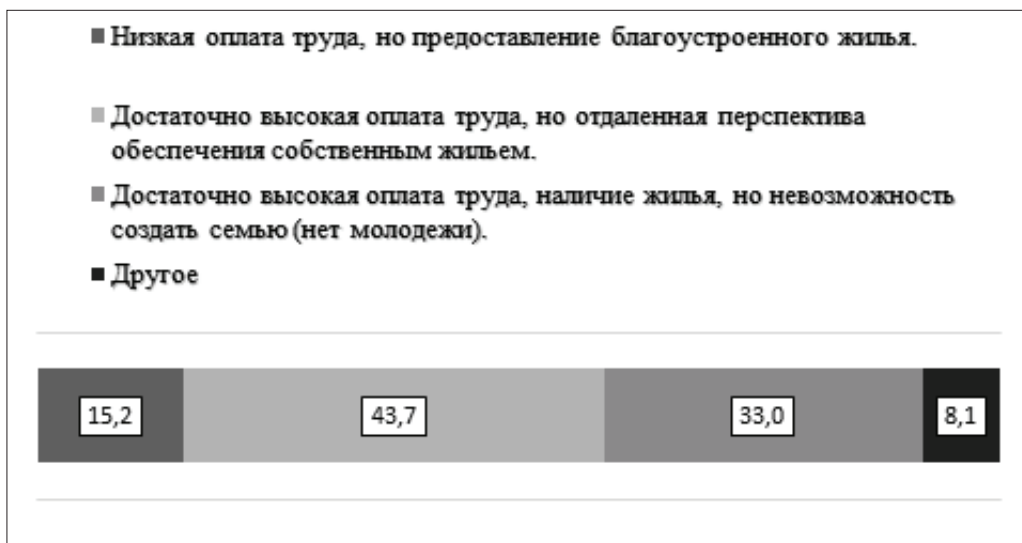 Низкая оплата труда, но предоставление благоустроенного жилья.
Достаточно высокая оплата труда, но отдаленная перспектива
обеспечения собственным жильем.
Достаточно высокая оплата труда, наличие жилья, но невозможность
создать семью (нет молодежи).
Другое
15,2 43,7 33,0 8,1